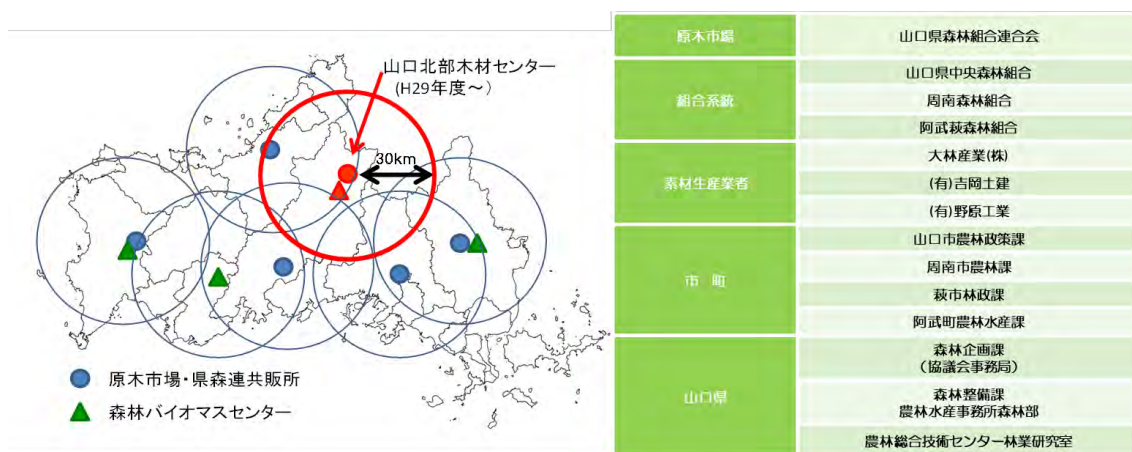 山口北部木材センター
(H29年度～)
30km
原木市場・県森連共販所
森林バイオマスセンター
原木市場
山口県森林組合連合会
組合系統
山口県中央森林組合
周南森林組合
阿武萩森林組合
素材生産業者
大林産業(株)
(有)吉岡土建
(有)野原工業
市　町
山口市農林政策課
周南市農林課
萩市林政課
阿武町農林水産課
山口県
森林企画課
(協議会事務局)
森林整備課
農林水産事務所森林部
農林総合技術センター林業研究室